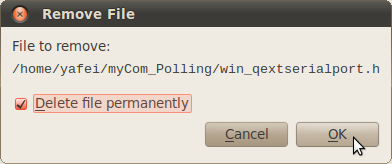 Remove File
File to remove:
/home/yafei/myCom_Polling/win_qextserialport.h
Delete file permanently
Cancel
OK